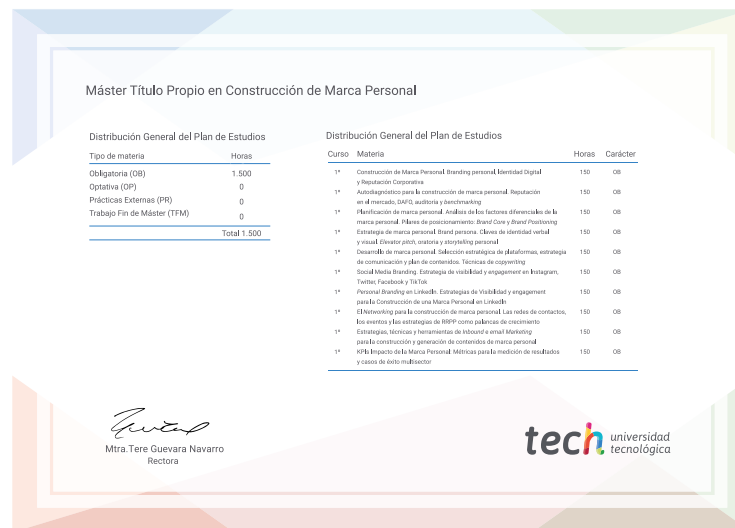 Máster Título Propio en Construcción de Marca Personal
Distribución General del Plan de Estudios
Tipo de materia Horas
Obligatoria (OB) 1.500
Optativa (OP) 0
Prácticas Externas (PR) 0
Trabajo Fin de Máster (TFM) 0
Total 1.500
Distribución General del Plan de Estudios
Curso Materia Horas Carácter
1º Construcción de Marca Personal. Branding personal, Identidad Digital 150 OB
y Reputación Corporativa
1º Autodiagnóstico para la construcción de marca personal. Reputación 150 OB
en el mercado, DAFO, auditoría y benchmarking
1º Planificación de marca personal. Análisis de los factores diferenciales de la 150 OB
marca personal. Pilares de posicionamiento: Brand Core y Brand Positioning
1º Estrategia de marca personal. Brand persona. Claves de identidad verbal 150 OB
y visual. Elevator pitch, oratoria y storytelling personal
1º Desarrollo de marca personal. Selección estratégica de plataformas, estrategia 150 OB
de comunicación y plan de contenidos. Técnicas de copywriting
1º Social Media Branding. Estrategia de visibilidad y engagement en Instagram, 150 OB
Twitter, Facebook y TikTok
1º Personal Branding en LinkedIn. Estrategias de Visibilidad y engagement 150 OB
para la Construcción de una Marca Personal en LinkedIn
1º El Networking para la construcción de marca personal. Las redes de contactos, 150 OB
los eventos y las estrategias de RRPP como palancas de crecimiento
1º Estrategias, técnicas y herramientas de Inbound e email Marketing 150 OB
para la construcción y generación de contenidos de marca personal
1º KPIs Impacto de la Marca Personal. Métricas para la medición de resultados 150 OB
y casos de éxito multisector
Mtra.Tere Guevara Navarro
Rectora
tech universidad
tecnológica